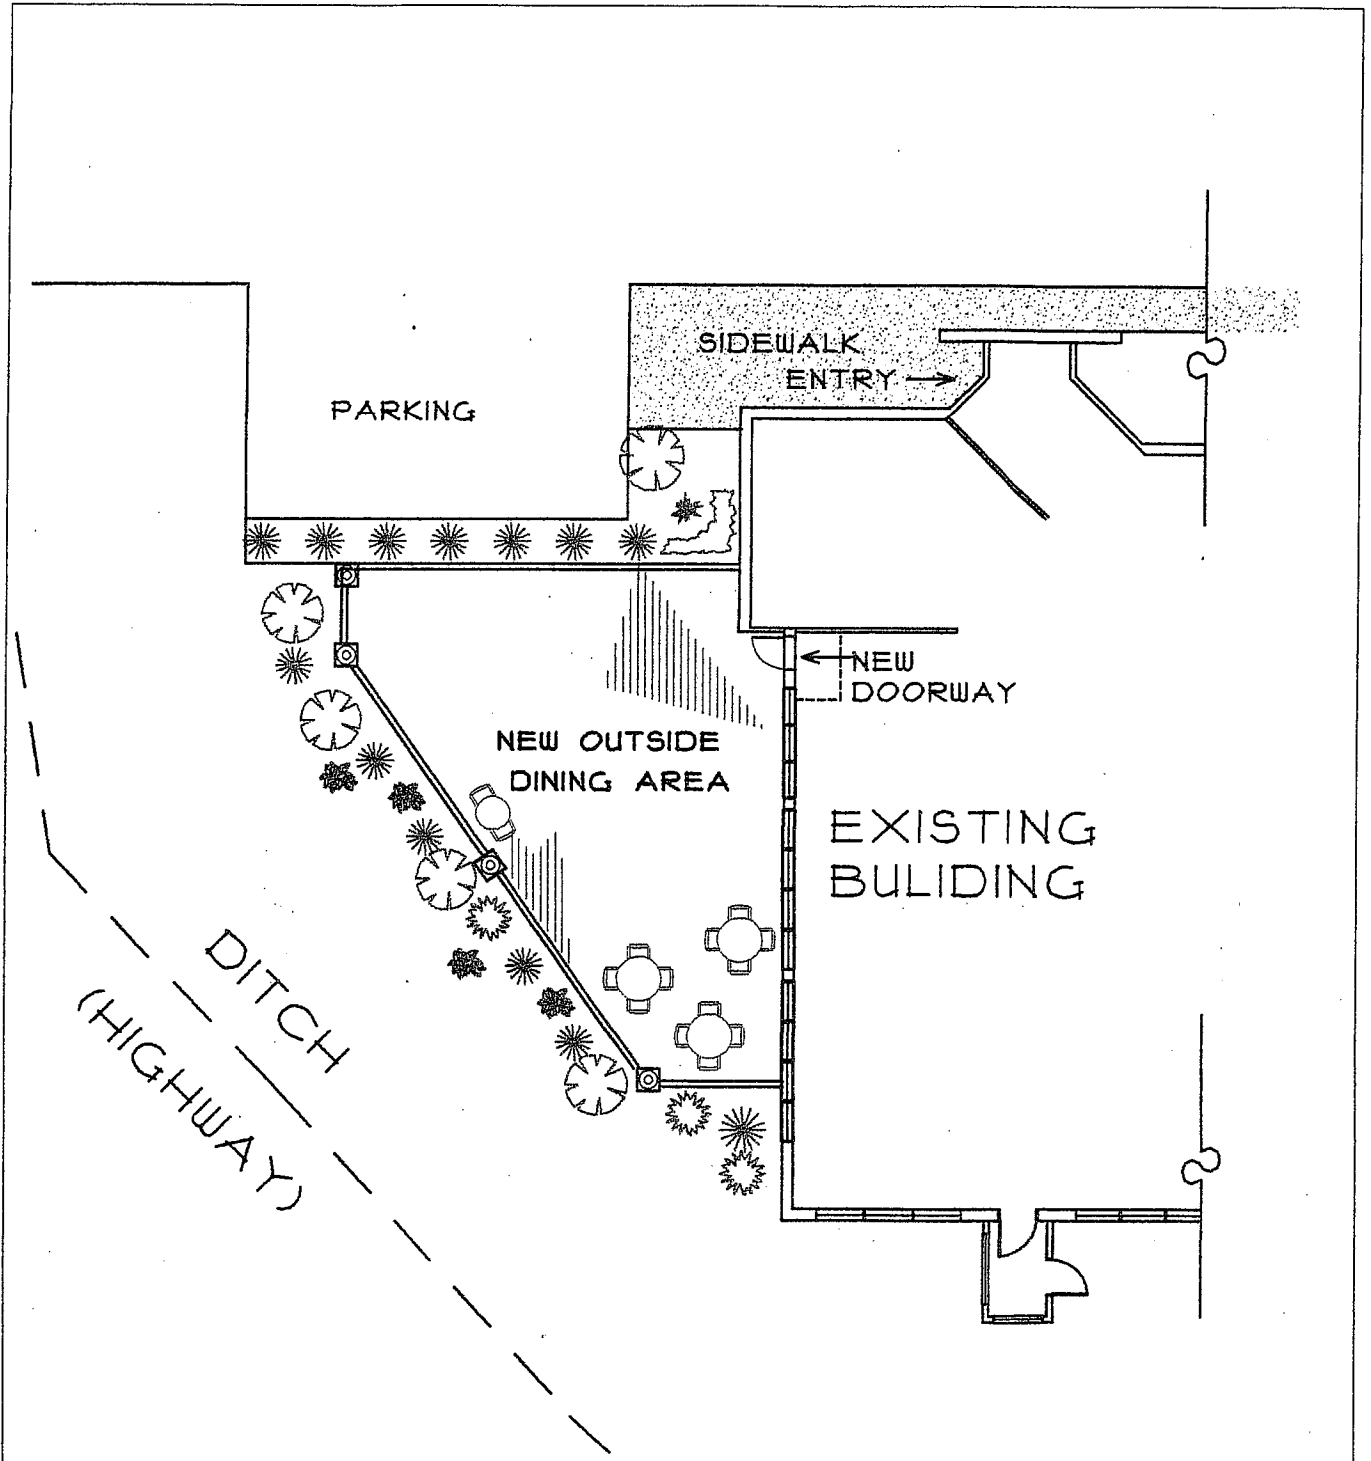 SIDEWALK
ENTRY
PARKING
NEW
DOORWAY
NEW OUTSIDE
DINING AREA
EXISTING
BULIDING
DITCH
(HIGHWAY)